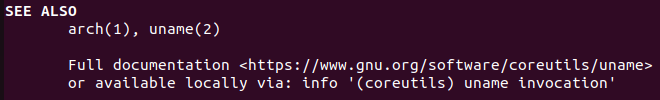 SEE ALSO
arch(1), uname(2)
Full documentation <https://www.gnu.org/software/coreutils/uname>
or available locally via: info '(coreutils) uname invocation'